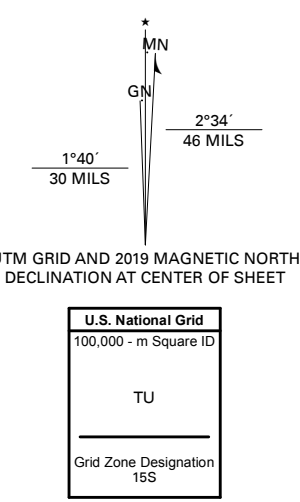 ★
MN
GN
2°34´
46 MILS
1°40´
30 MILS
UTM GRID AND 2019 MAGNETIC NORTH
DECLINATION AT CENTER OF SHEET
U.S. National Grid
100,000 - m Square ID
TU
Grid Zone Designation
15S